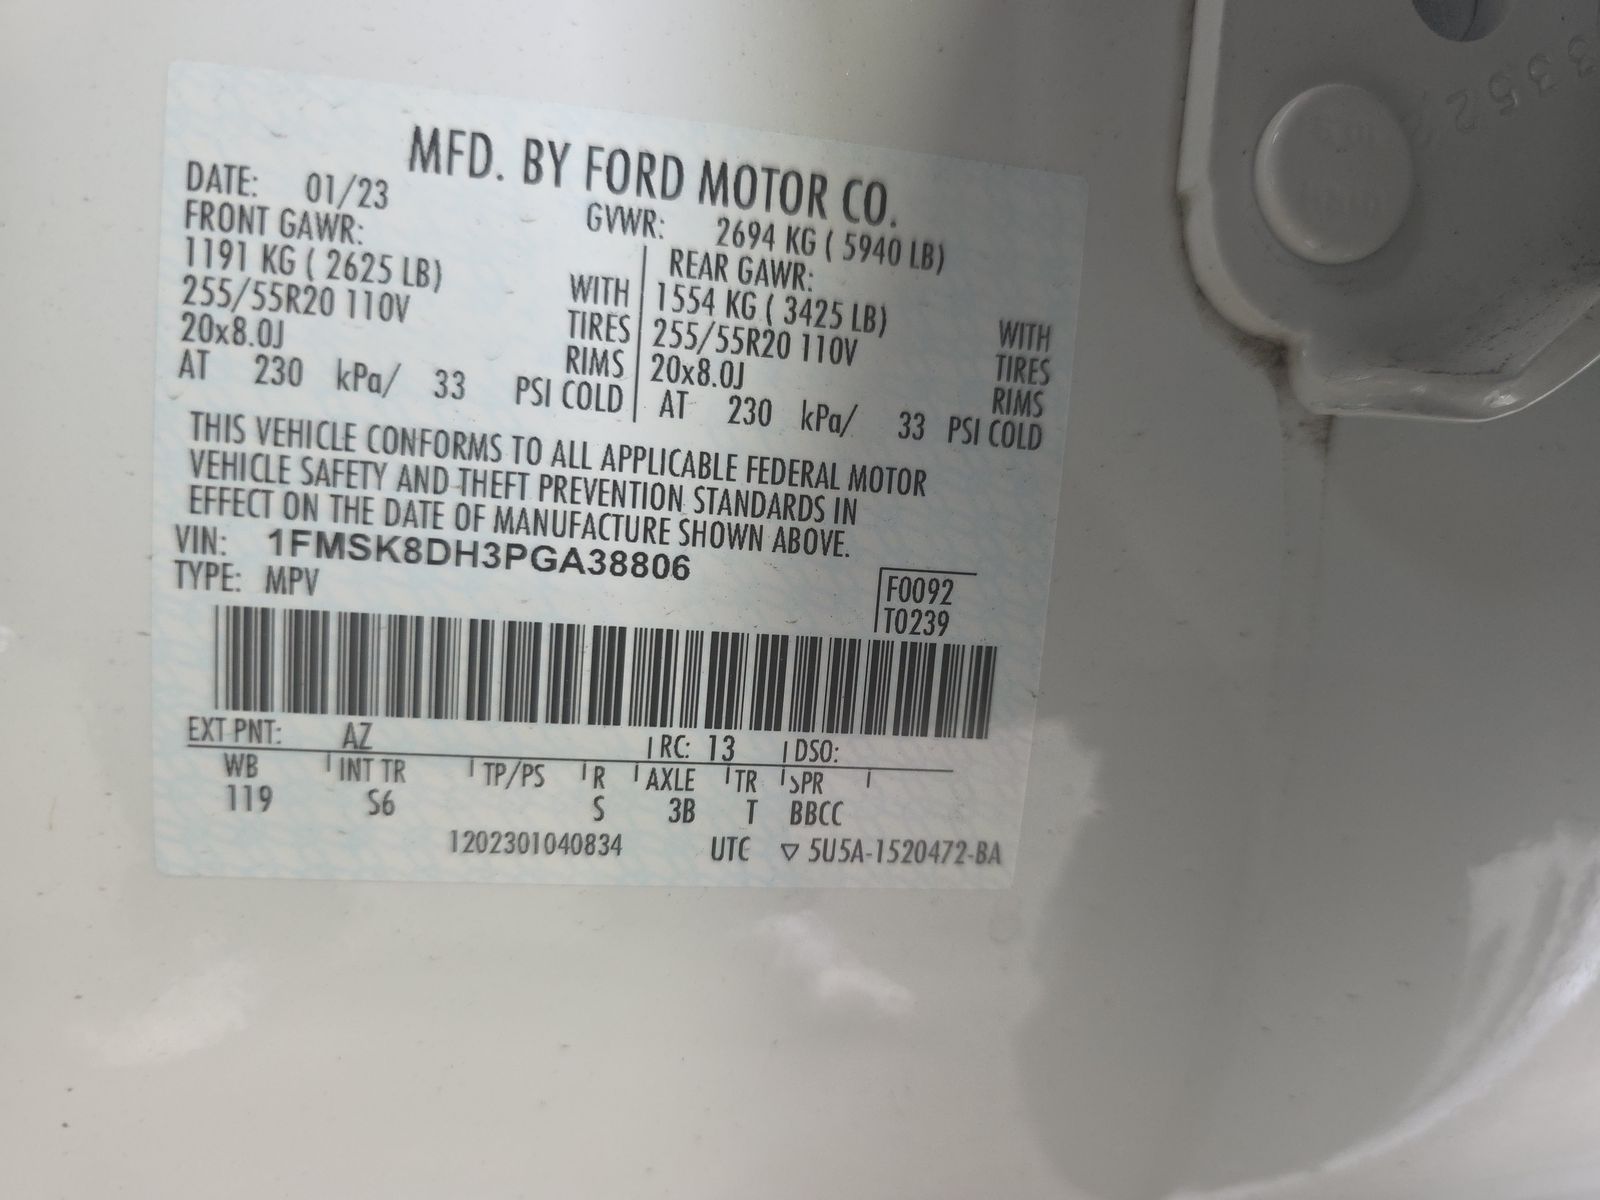 MFD. BY FORD MOTOR CO.
DATE: 01/23 GVWR: 2694 KG ( 5940 LB)
FRONT GAWR: REAR GAWR:
1191 KG ( 2625 LB) WITH 1554 KG ( 3425 LB) WITH
255/55R20 110V TIRES 255/55R20 110V TIRES
20x8.0J RIMS 20x8.0J RIMS
AT 230 kPa/ 33 PSI COLD AT 230 kPa/ 33 PSI COLD
THIS VEHICLE CONFORMS TO ALL APPLICABLE FEDERAL MOTOR
VEHICLE SAFETY AND THEFT PREVENTION STANDARDS IN
EFFECT ON THE DATE OF MANUFACTURE SHOWN ABOVE.
VIN: 1FMSK8DH3PGA38806
TYPE: MPV
F0092
T0239
EXT PNT: AZ RC: 13 DSO:
WB INT TR TP/PS R AXLE TR SPR
119 S6 S 3B T BBCC
1202301040834 UTC ▽ 5U5A-1520472-BA